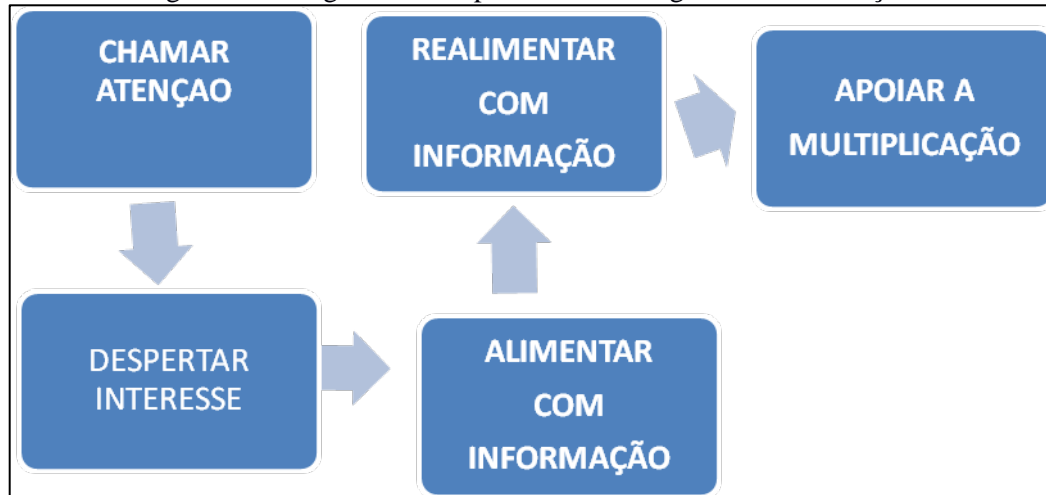 CHAMAR
ATENÇAO
DESPERTAR
INTERESSE
ALIMENTAR
COM
INFORMAÇÃO
REALIMENTAR
COM
INFORMAÇÃO
APOIAR A
MULTIPLICAÇÃO